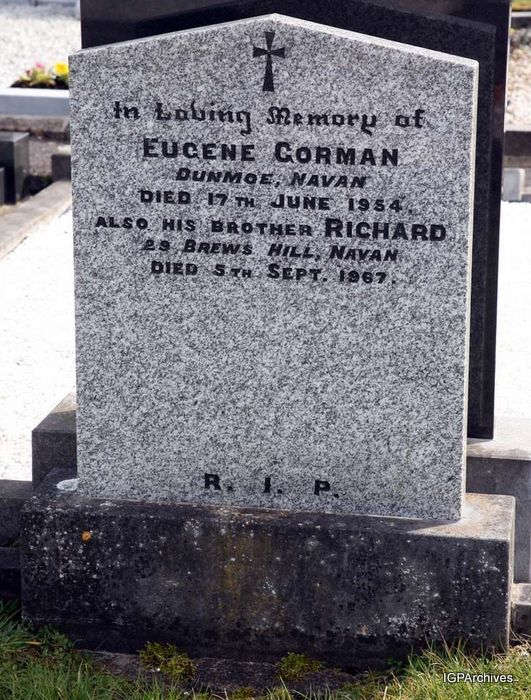 In Loving Memory of
EUGENE GORMAN
DUNMOE, NAVAN
DIED 17TH JUNE 1954.
ALSO HIS BROTHER RICHARD
29 BREWS HILL, NAVAN
DIED 5TH SEPT. 1967.
R. I. P.
IGPArchives